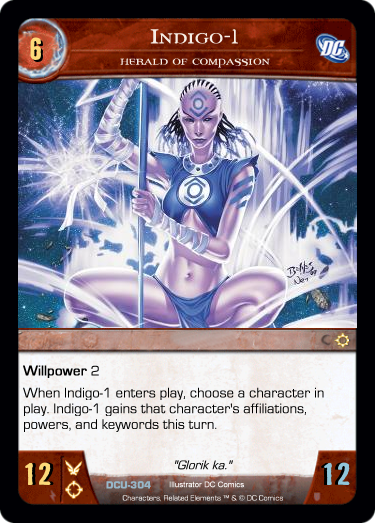 6
Indigo-1
DC
HERALD OF COMPASSION
Willpower 2
When Indigo-1 enters play, choose a character in
play. Indigo-1 gains that character's affiliations,
powers, and keywords this turn.
"Glorik ka."
12
DCU-304 Illustrator DC Comics
12
Characters, Related Elements ™ & © DC Comics